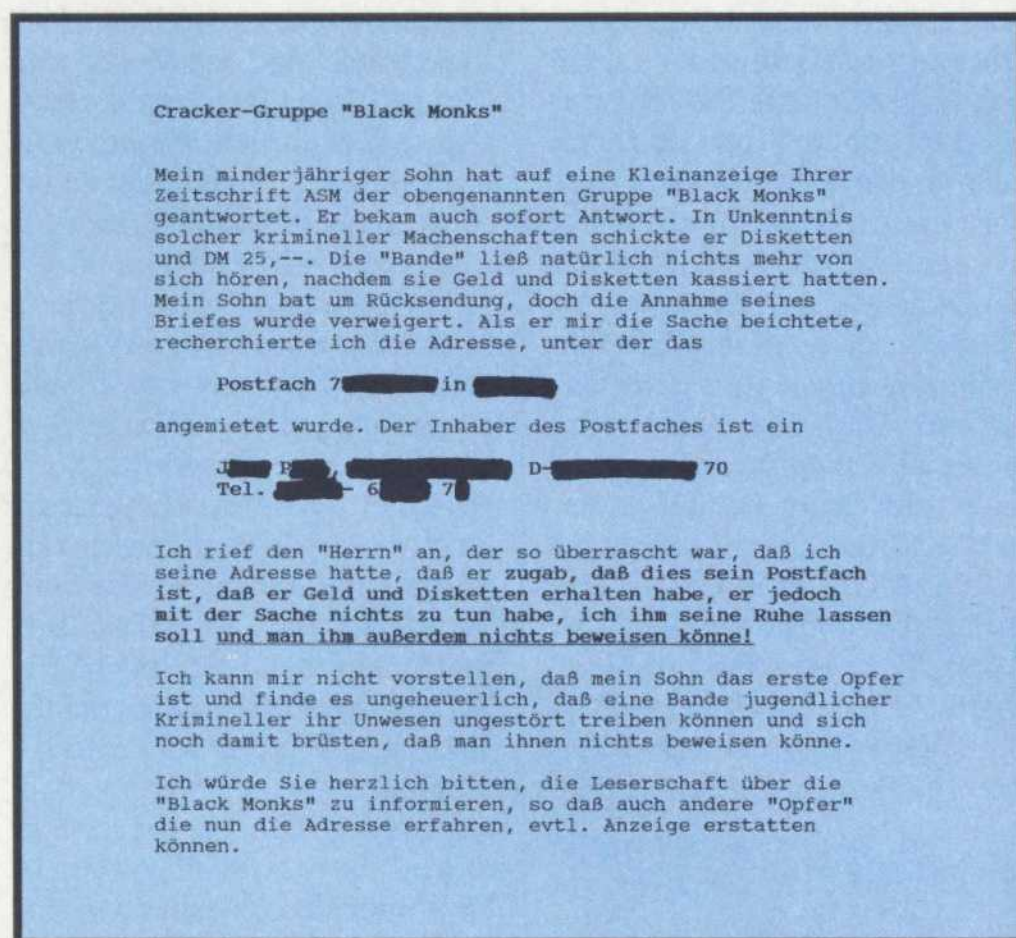 Cracker-Gruppe "Black Monks"
Mein minderjähriger Sohn hat auf eine Kleinanzeige Ihrer
Zeitschrift ASM der obengenannten Gruppe "Black Monks"
geantwortet. Er bekam auch sofort Antwort. In Unkenntnis
solcher krimineller Machenschaften schickte er Disketten
und DM 25,--. Die "Bande" ließ natürlich nichts mehr von
sich hören, nachdem sie Geld und Disketten kassiert hatten.
Mein Sohn bat um Rücksendung, doch die Annahme seines
Briefes wurde verweigert. Als er mir die Sache beichtete,
recherchierte ich die Adresse, unter der das
Postfach 7 in
angemietet wurde. Der Inhaber des Postfaches ist ein
J P , D- 70
Tel. - 6 7
Ich rief den "Herrn" an, der so überrascht war, daß ich
seine Adresse hatte, daß er zugab, daß dies sein Postfach
ist, daß er Geld und Disketten erhalten habe, er jedoch
mit der Sache nichts zu tun habe, ich ihm seine Ruhe lassen
soll und man ihm außerdem nichts beweisen könne!
Ich kann mir nicht vorstellen, daß mein Sohn das erste Opfer
ist und finde es ungeheuerlich, daß eine Bande jugendlicher
Krimineller ihr Unwesen ungestört treiben können und sich
noch damit brüsten, daß man ihnen nichts beweisen könne.
Ich würde Sie herzlich bitten, die Leserschaft über die
"Black Monks" zu informieren, so daß auch andere "Opfer"
die nun die Adresse erfahren, evtl. Anzeige erstatten
können.